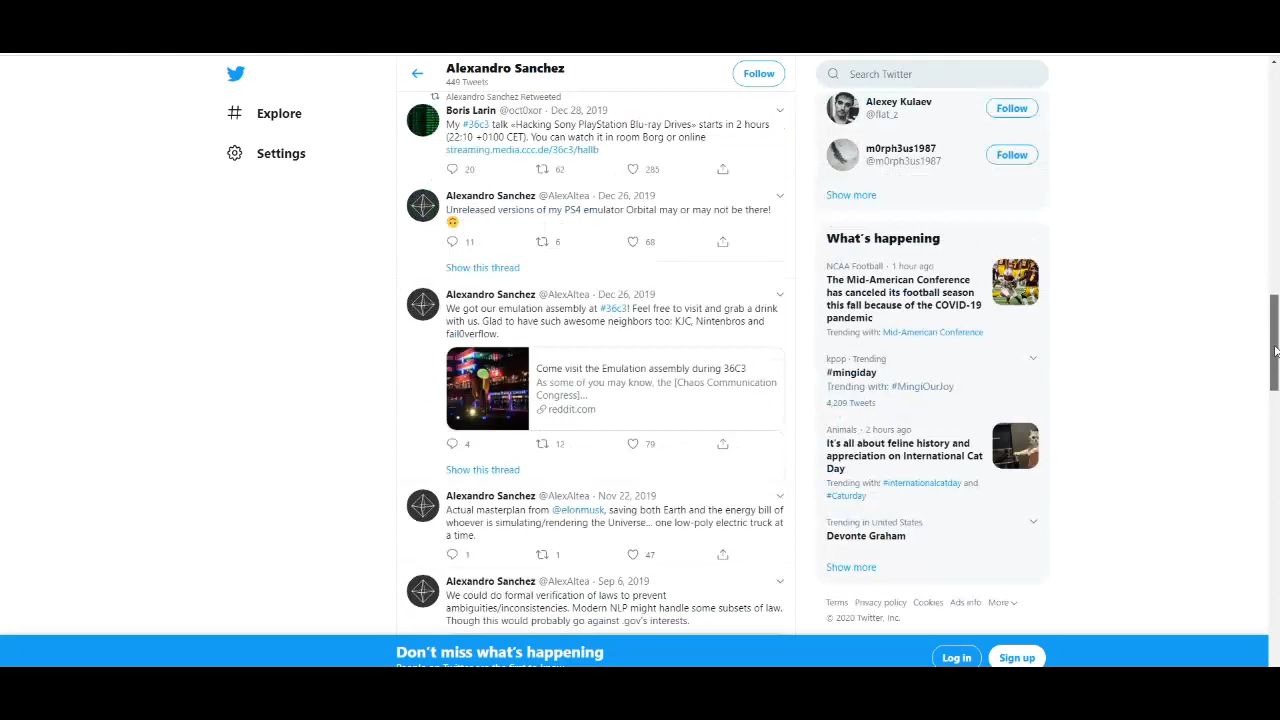 Explore
Settings
Alexandro Sanchez
449 Tweets
Follow
Alexandro Sanchez Retweeted
Boris Larin @oct0xor · Dec 28, 2019
My #36c3 talk «Hacking Sony PlayStation Blu-ray Drives» starts in 2 hours
(22:10 +0100 CET). You can watch it in room Borg or online
streaming.media.ccc.de/36c3/hallb
20 62 285
Alexandro Sanchez @AlexAltea · Dec 26, 2019
Unreleased versions of my PS4 emulator Orbital may or may not be there!
🙃
11 6 68
Show this thread
Alexandro Sanchez @AlexAltea · Dec 26, 2019
We got our emulation assembly at #36c3! Feel free to visit and grab a drink
with us. Glad to have such awesome neighbors too: KJC, Nintenbros and
fail0verflow.
Come visit the Emulation assembly during 36C3
As some of you may know, the [Chaos Communication
Congress]...
reddit.com
4 12 79
Show this thread
Alexandro Sanchez @AlexAltea · Nov 22, 2019
Actual masterplan from @elonmusk, saving both Earth and the energy bill of
whoever is simulating/rendering the Universe... one low-poly electric truck at
a time.
1 1 47
Alexandro Sanchez @AlexAltea · Sep 6, 2019
We could do formal verification of laws to prevent
ambiguities/inconsistencies. Modern NLP might handle some subsets of law.
Though this would probably go against .gov's interests.
Search Twitter
Alexey Kulaev
@flat_z
Follow
m0rph3us1987
@m0rph3us1987
Follow
Show more
What's happening
NCAA Football · 1 hour ago
The Mid-American Conference
has canceled its football season
this fall because of the COVID-19
pandemic
Trending with: Mid-American Conference
kpop · Trending
#mingiday
Trending with: #MingiOurJoy
4,209 Tweets
Animals · 2 hours ago
It's all about feline history and
appreciation on International Cat
Day
Trending with: #internationalcatday and
#Caturday
Trending in United States
Devonte Graham
Show more
Terms Privacy policy Cookies Ads info More
© 2020 Twitter, Inc.
Don't miss what's happening
People on Twitter are the first to know.
Log in
Sign up